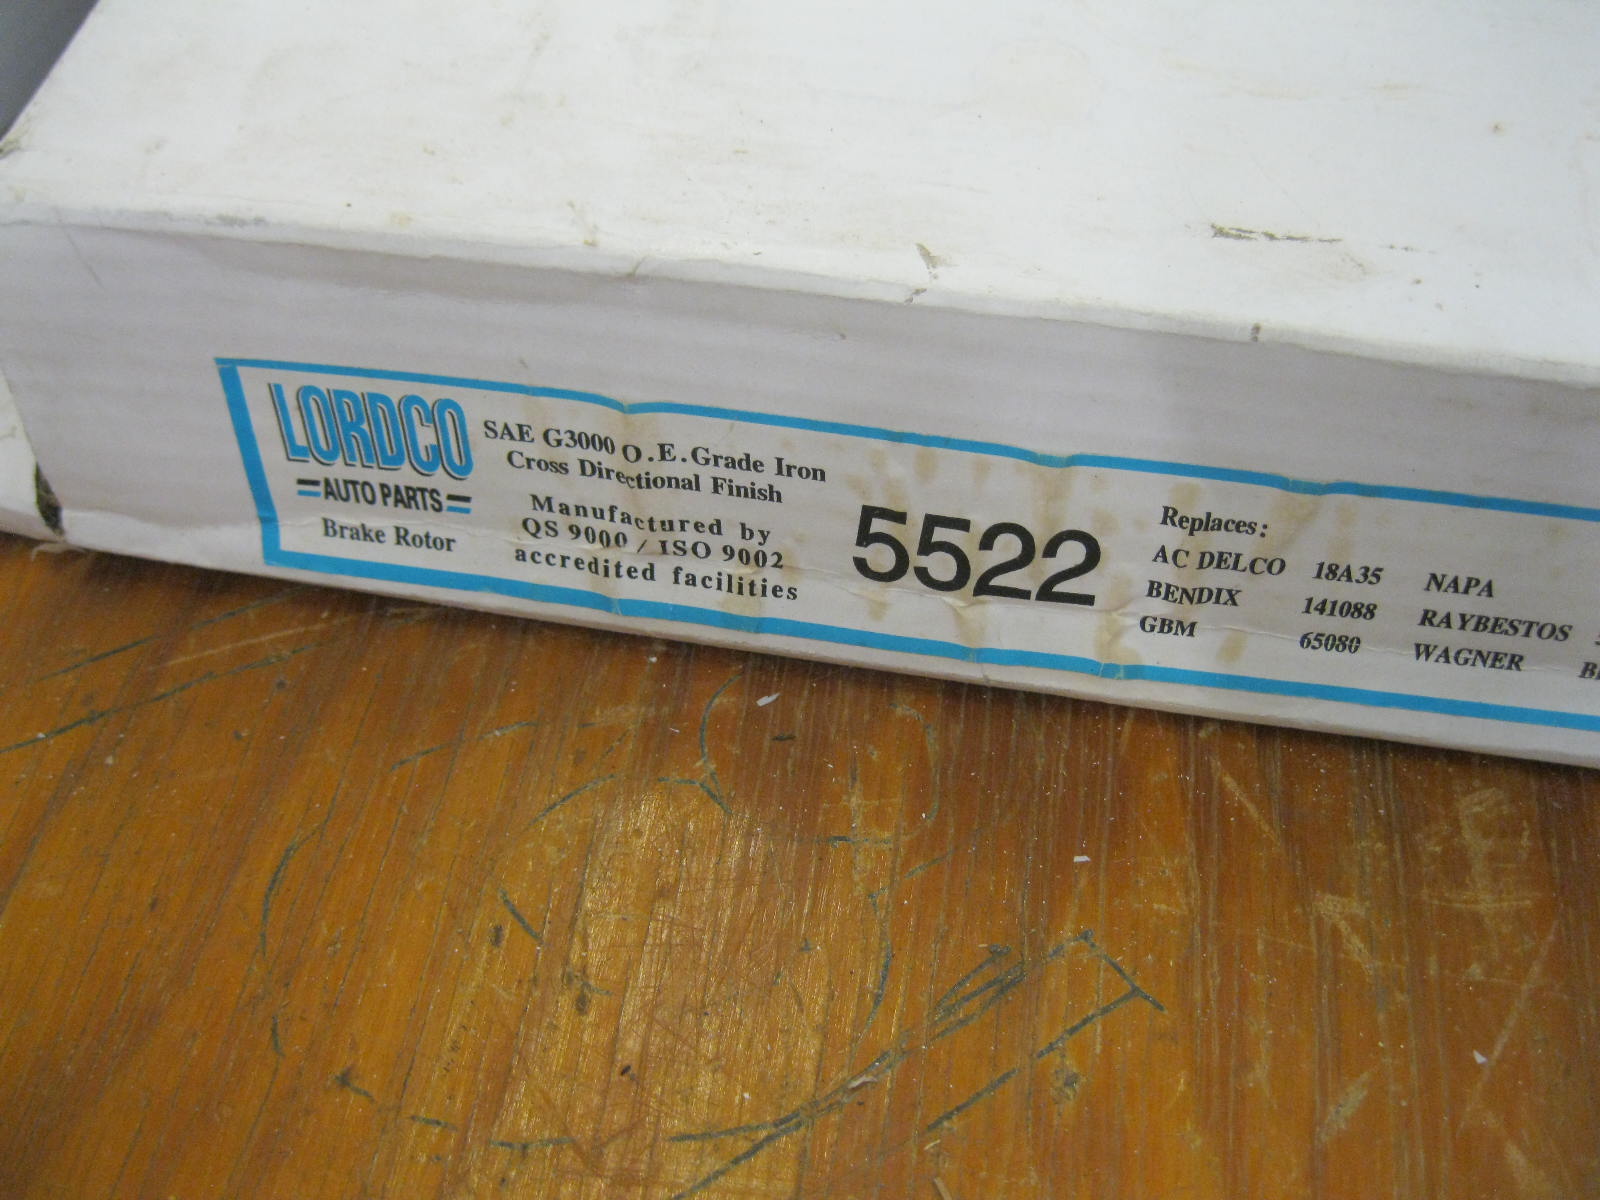 LORDCO
AUTO PARTS
Brake Rotor
SAE G3000 O.E.Grade Iron
Cross Directional Finish
Manufactured by
QS 9000 / ISO 9002
accredited facilities
5522
Replaces:
AC DELCO 18A35 NAPA
BENDIX 141088 RAYBESTOS
GBM 65080 WAGNER